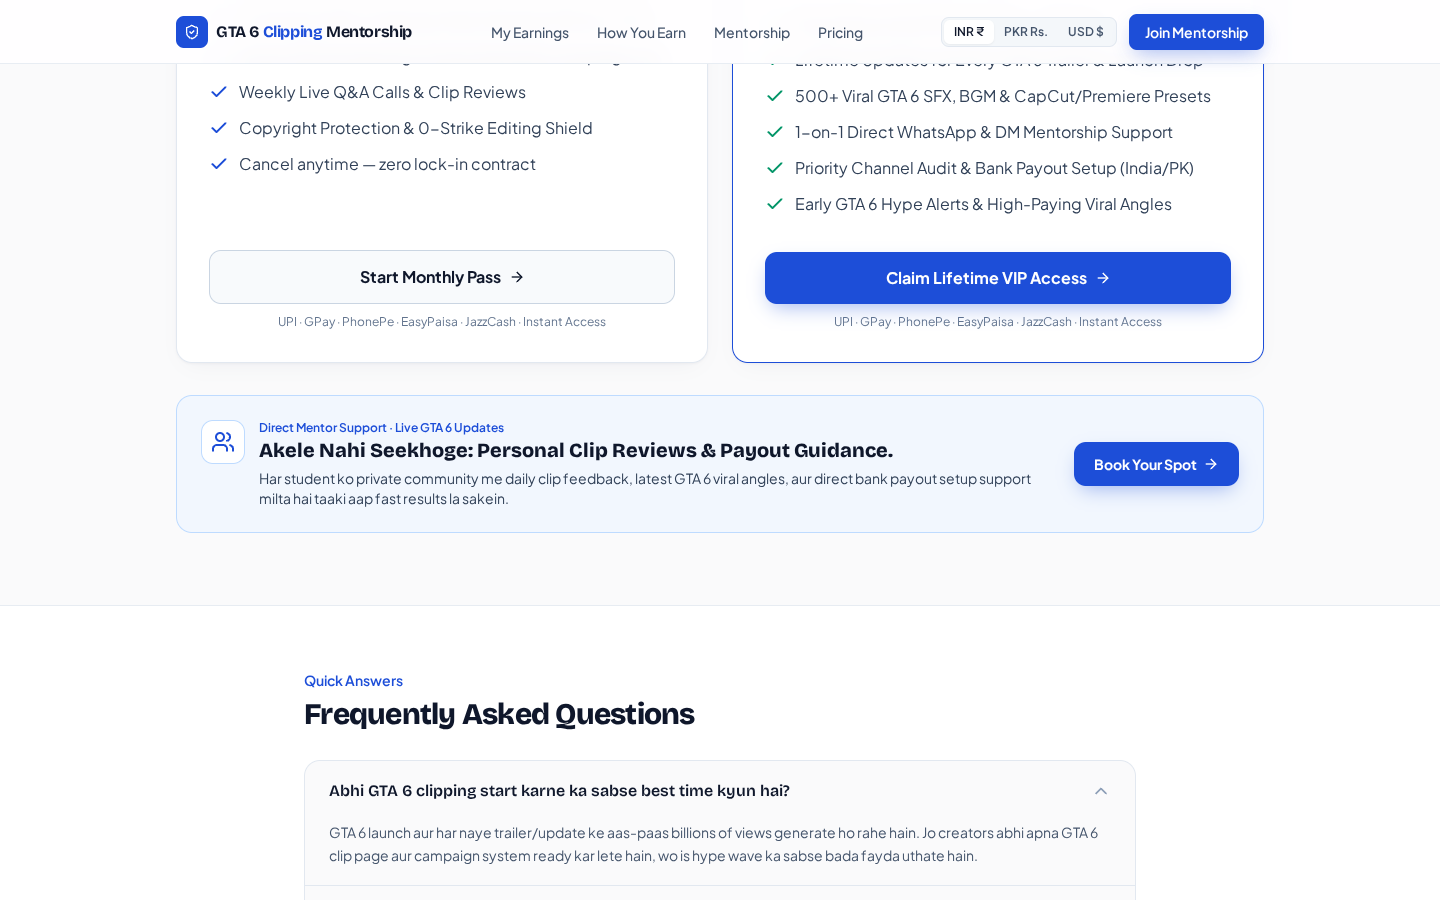 GTA 6 Clipping Mentorship
My Earnings
How You Earn
Mentorship
Pricing
INR ₹
PKR Rs.
USD $
Join Mentorship
Weekly Live Q&A Calls & Clip Reviews
Copyright Protection & 0-Strike Editing Shield
Cancel anytime — zero lock-in contract
Start Monthly Pass
UPI · GPay · PhonePe · EasyPaisa · JazzCash · Instant Access
Lifetime Updates for Every GTA 6 Trailer & Launch Drop
500+ Viral GTA 6 SFX, BGM & CapCut/Premiere Presets
1-on-1 Direct WhatsApp & DM Mentorship Support
Priority Channel Audit & Bank Payout Setup (India/PK)
Early GTA 6 Hype Alerts & High-Paying Viral Angles
Claim Lifetime VIP Access
UPI · GPay · PhonePe · EasyPaisa · JazzCash · Instant Access
Direct Mentor Support · Live GTA 6 Updates
Akele Nahi Seekhoge: Personal Clip Reviews & Payout Guidance.
Har student ko private community me daily clip feedback, latest GTA 6 viral angles, aur direct bank payout setup support
milta hai taaki aap fast results la sakein.
Book Your Spot
Quick Answers
Frequently Asked Questions
Abhi GTA 6 clipping start karne ka sabse best time kyun hai?
GTA 6 launch aur har naye trailer/update ke aas-paas billions of views generate ho rahe hain. Jo creators abhi apna GTA 6
clip page aur campaign system ready kar lete hain, wo is hype wave ka sabse bada fayda uthate hain.